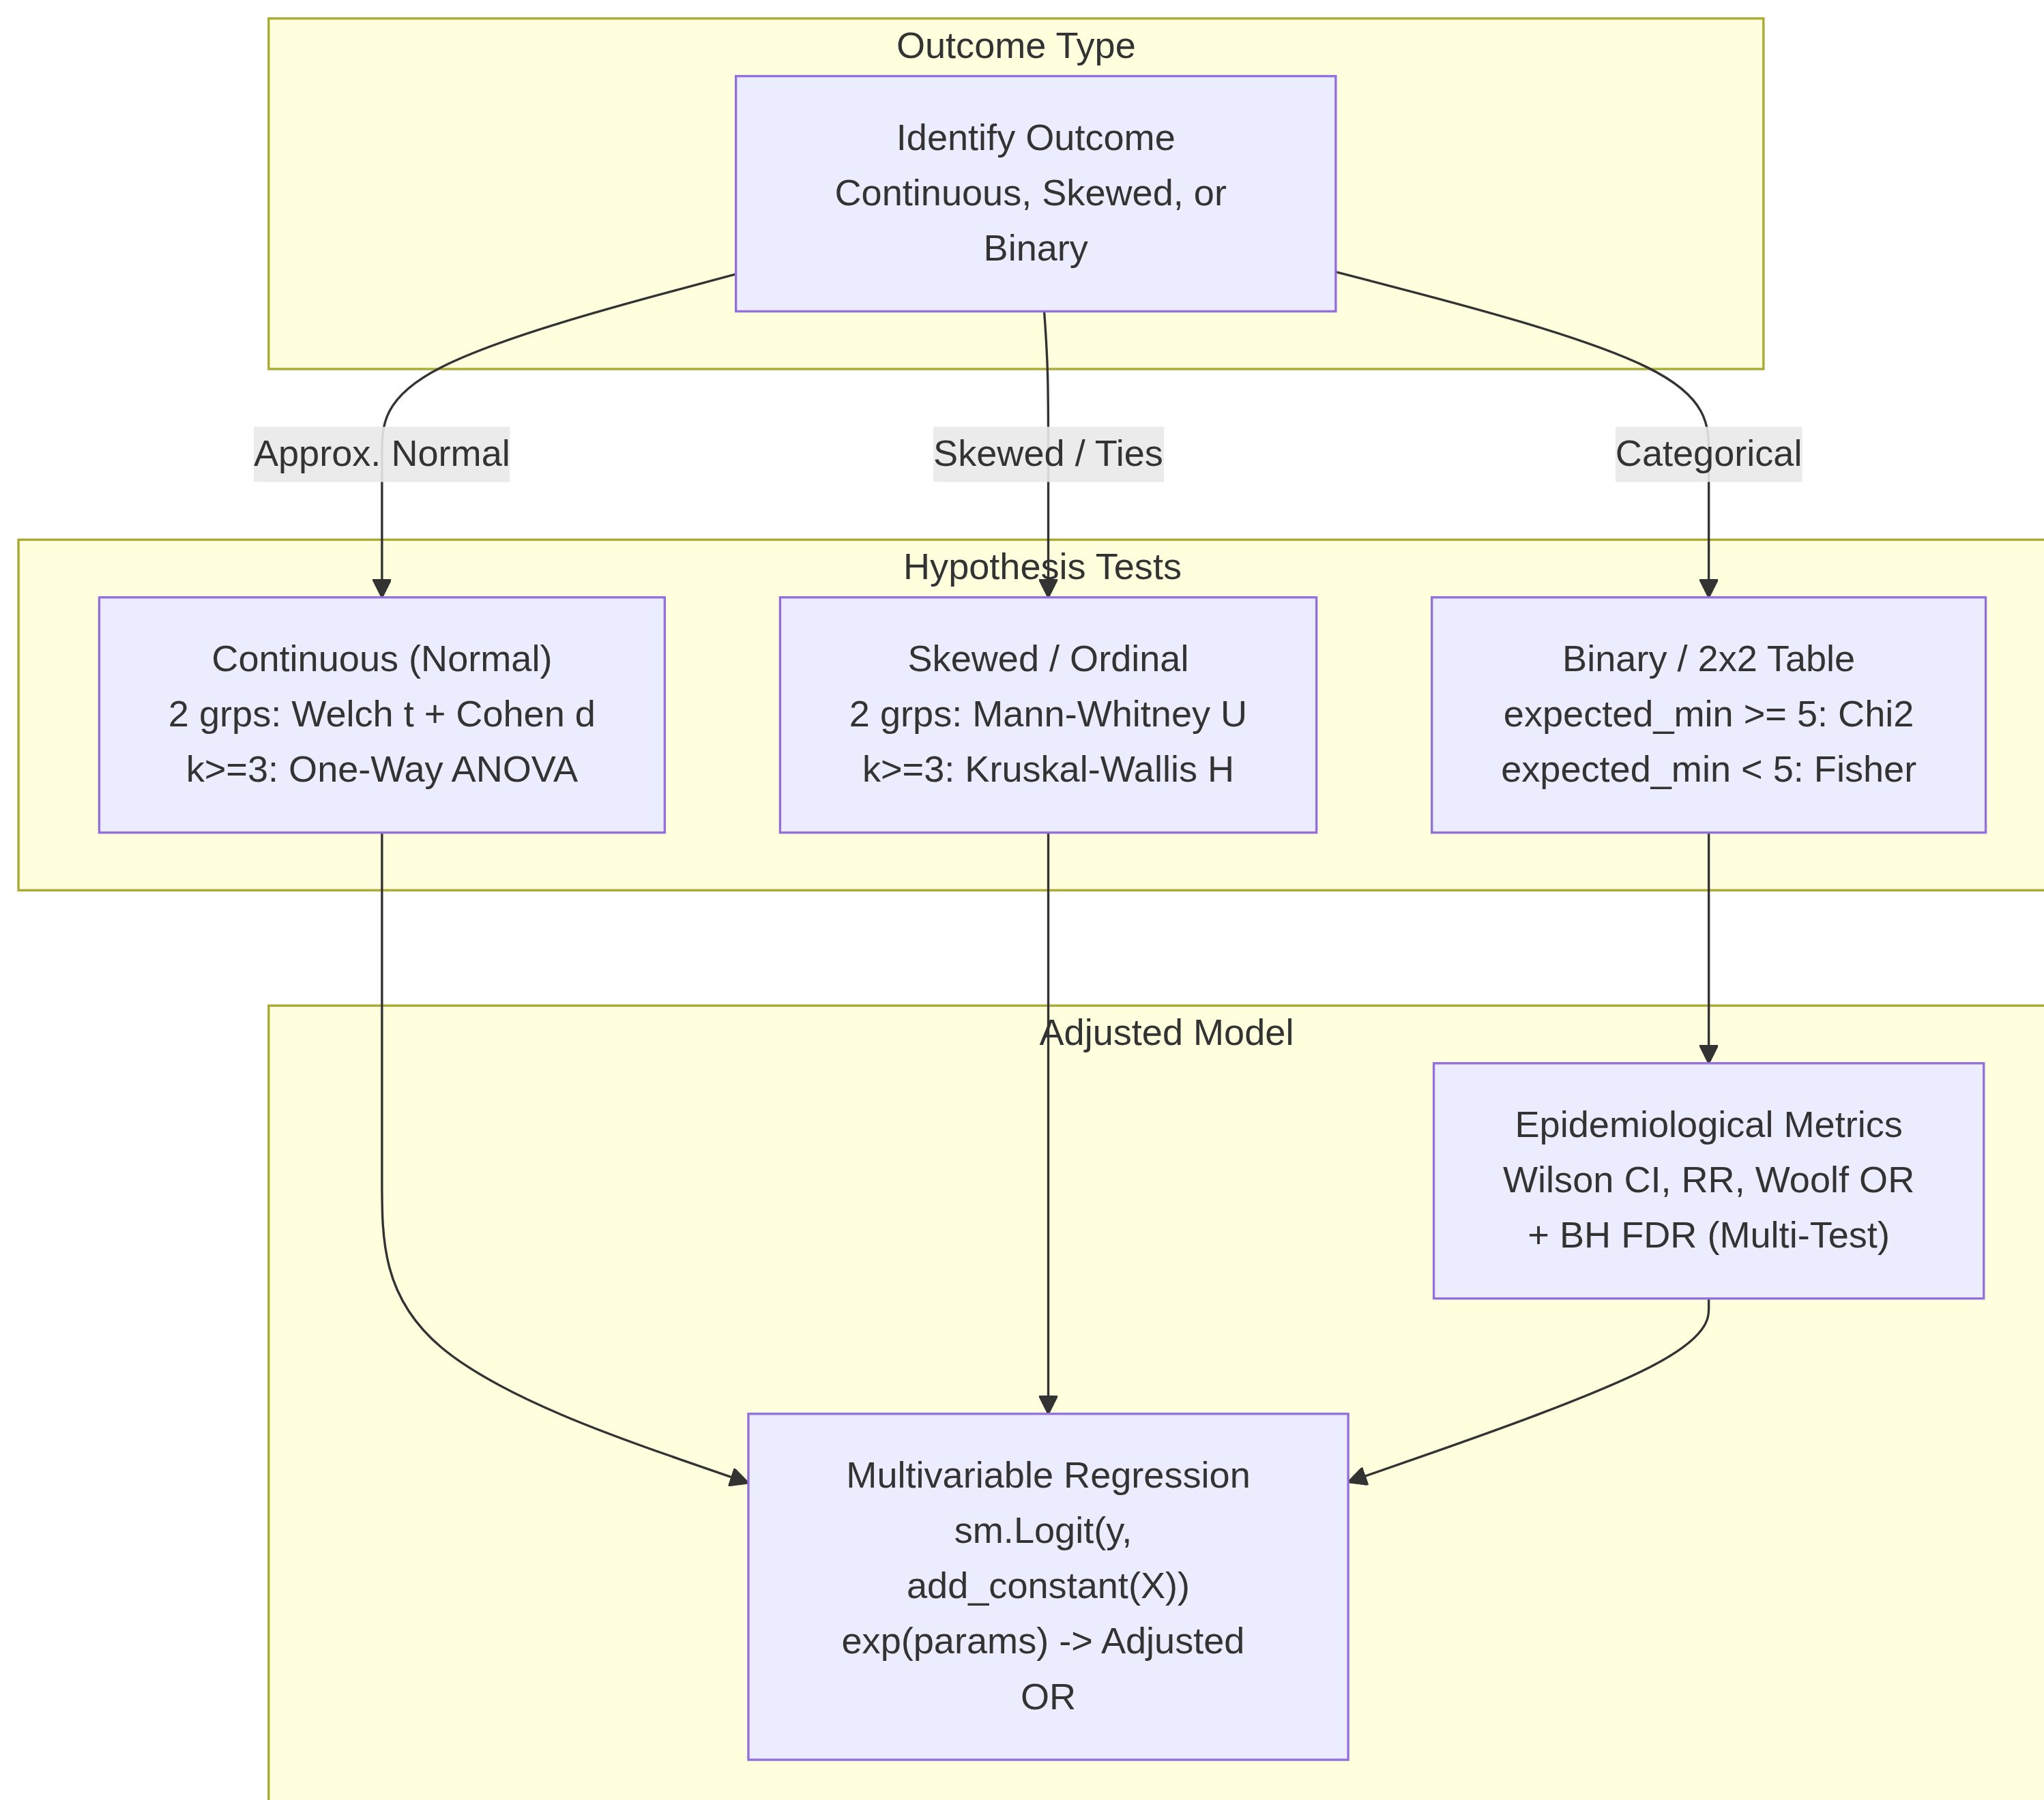 Outcome Type
Identify Outcome
Continuous, Skewed, or
Binary
Approx. Normal
Skewed / Ties
Categorical
Hypothesis Tests
Continuous (Normal)
2 grps: Welch t + Cohen d
k>=3: One-Way ANOVA
Skewed / Ordinal
2 grps: Mann-Whitney U
k>=3: Kruskal-Wallis H
Binary / 2x2 Table
expected_min >= 5: Chi2
expected_min < 5: Fisher
Adjusted Model
Epidemiological Metrics
Wilson CI, RR, Woolf OR
+ BH FDR (Multi-Test)
Multivariable Regression
sm.Logit(y,
add_constant(X))
exp(params) -> Adjusted
OR